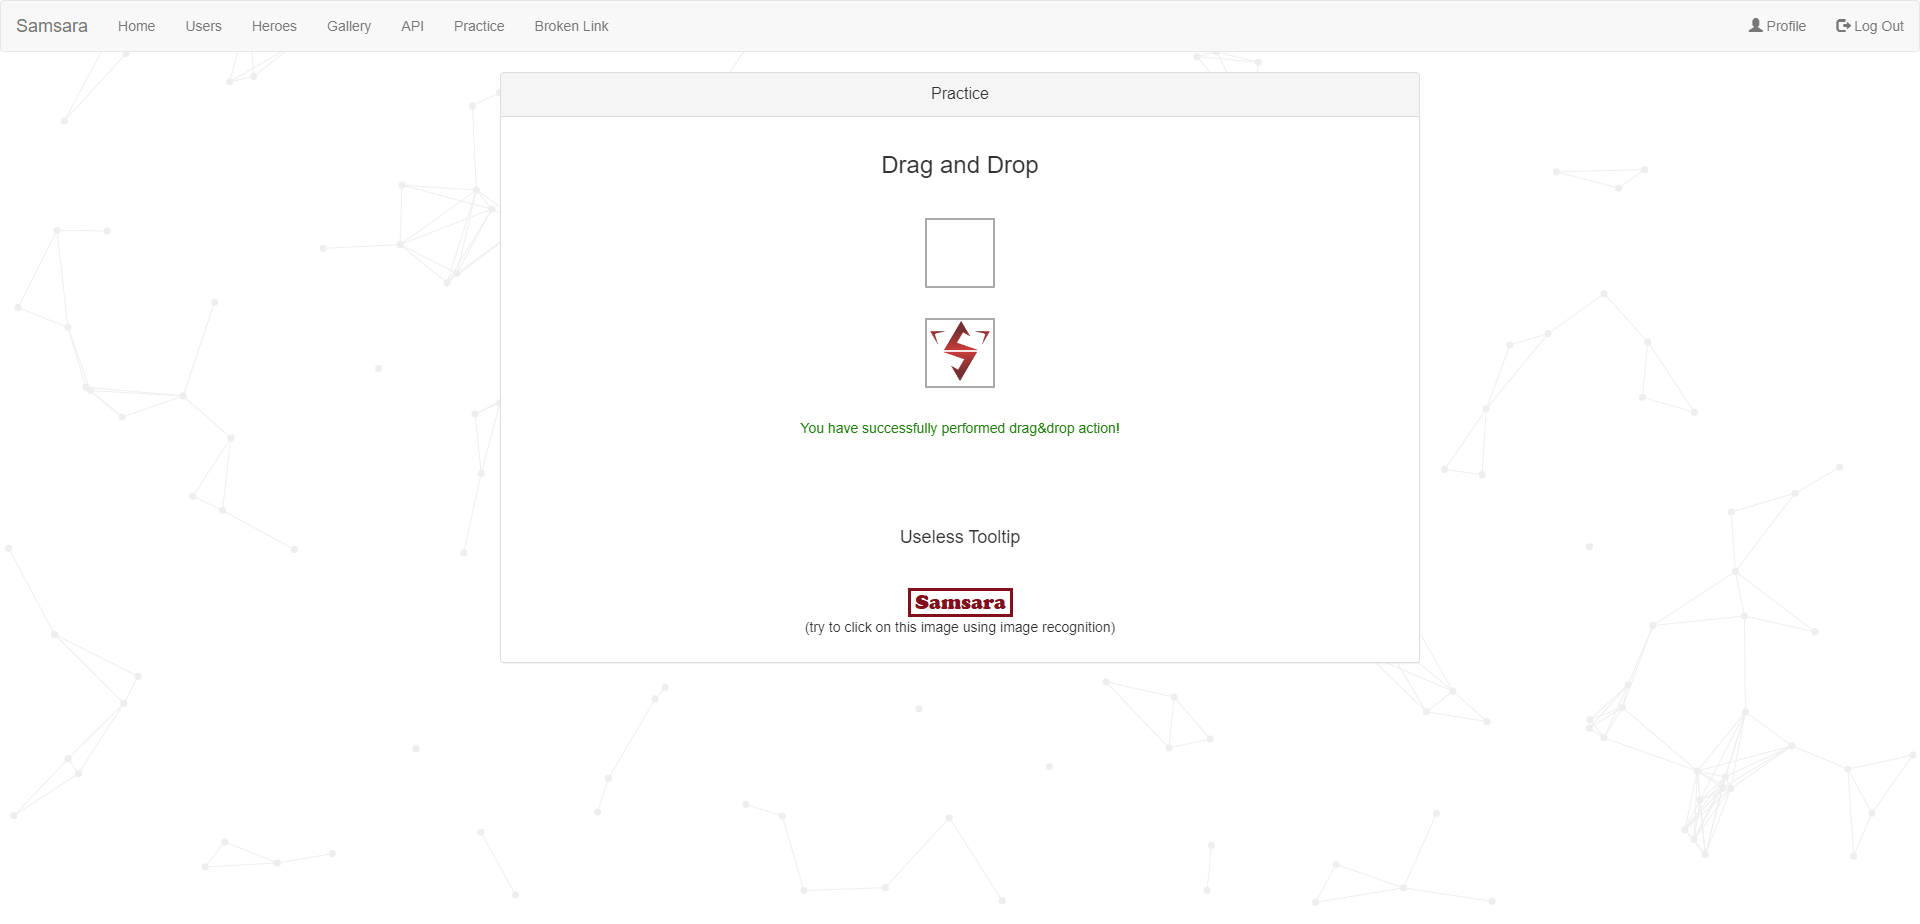 Samsara Home Users Heroes Gallery API Practice Broken Link Profile Log Out
Practice
Drag and Drop
You have successfully performed drag&drop action!
Useless Tooltip
Samsara
(try to click on this image using image recognition)